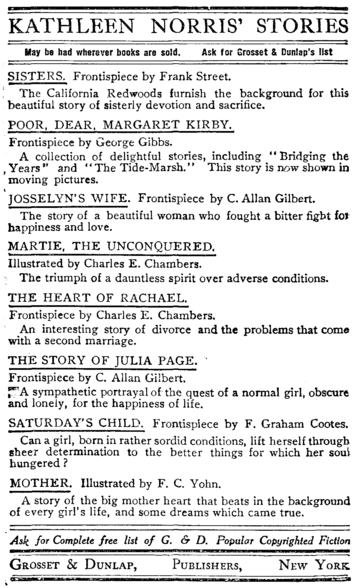 KATHLEEN NORRIS' STORIES
May be had wherever books are sold. Ask for Grosset & Dunlap's list
SISTERS. Frontispiece by Frank Street.
The California Redwoods furnish the background for this
beautiful story of sisterly devotion and sacrifice.
POOR, DEAR, MARGARET KIRBY.
Frontispiece by George Gibbs.
A collection of delightful stories, including "Bridging the
Years" and "The Tide-Marsh." This story is now shown in
moving pictures.
JOSSELYN'S WIFE. Frontispiece by C. Allan Gilbert.
The story of a beautiful woman who fought a bitter fight for
happiness and love.
MARTIE, THE UNCONQUERED.
Illustrated by Charles E. Chambers.
The triumph of a dauntless spirit over adverse conditions.
THE HEART OF RACHAEL.
Frontispiece by Charles E. Chambers.
An interesting story of divorce and the problems that come
with a second marriage.
THE STORY OF JULIA PAGE.
Frontispiece by C. Allan Gilbert.
A sympathetic portrayal of the quest of a normal girl, obscure
and lonely, for the happiness of life.
SATURDAY'S CHILD. Frontispiece by F. Graham Cootes.
Can a girl, born in rather sordid conditions, lift herself through
sheer determination to the better things for which her soul
hungered?
MOTHER. Illustrated by F. C. Yohn.
A story of the big mother heart that beats in the background
of every girl's life, and some dreams which came true.
Ask for Complete free list of G. & D. Popular Copyrighted Fiction
GROSSET & DUNLAP, PUBLISHERS, NEW YORK